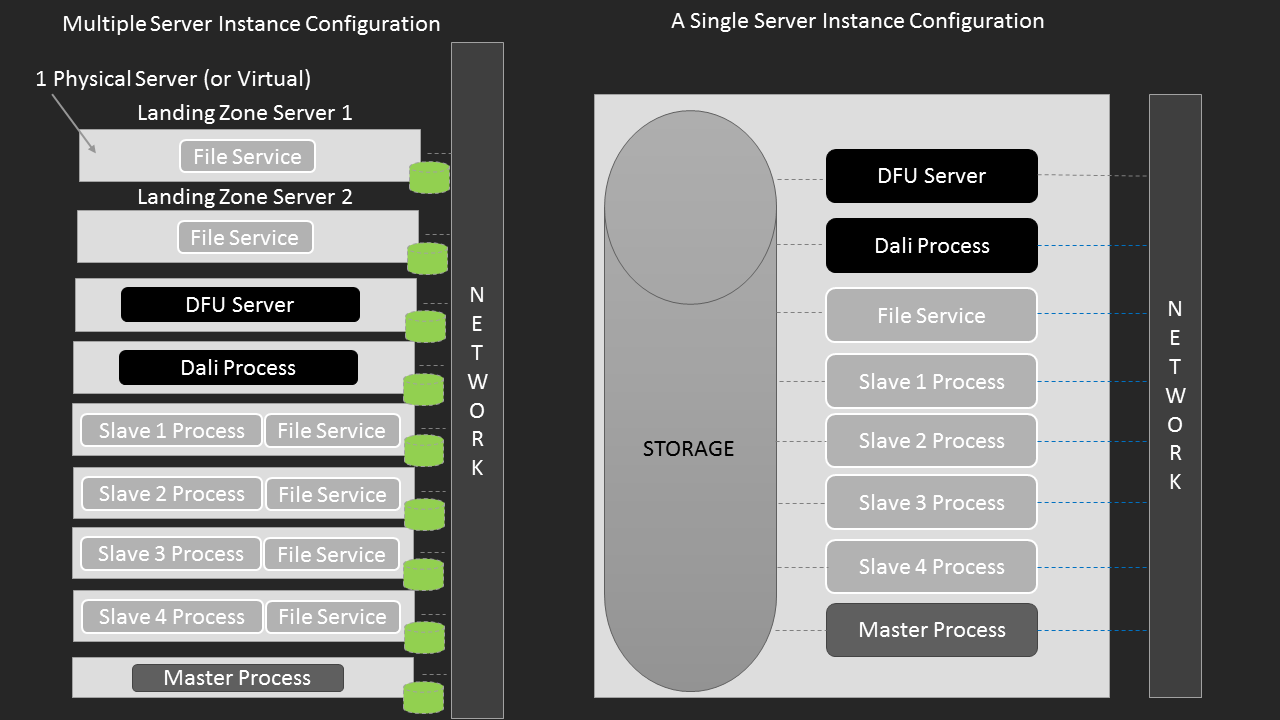 Multiple Server Instance Configuration
1 Physical Server (or Virtual)
Landing Zone Server 1
File Service
Landing Zone Server 2
File Service
DFU Server
Dali Process
Slave 1 Process File Service
Slave 2 Process File Service
Slave 3 Process File Service
Slave 4 Process File Service
Master Process
N
E
T
W
O
R
K
A Single Server Instance Configuration
STORAGE
DFU Server
Dali Process
File Service
Slave 1 Process
Slave 2 Process
Slave 3 Process
Slave 4 Process
Master Process
N
E
T
W
O
R
K